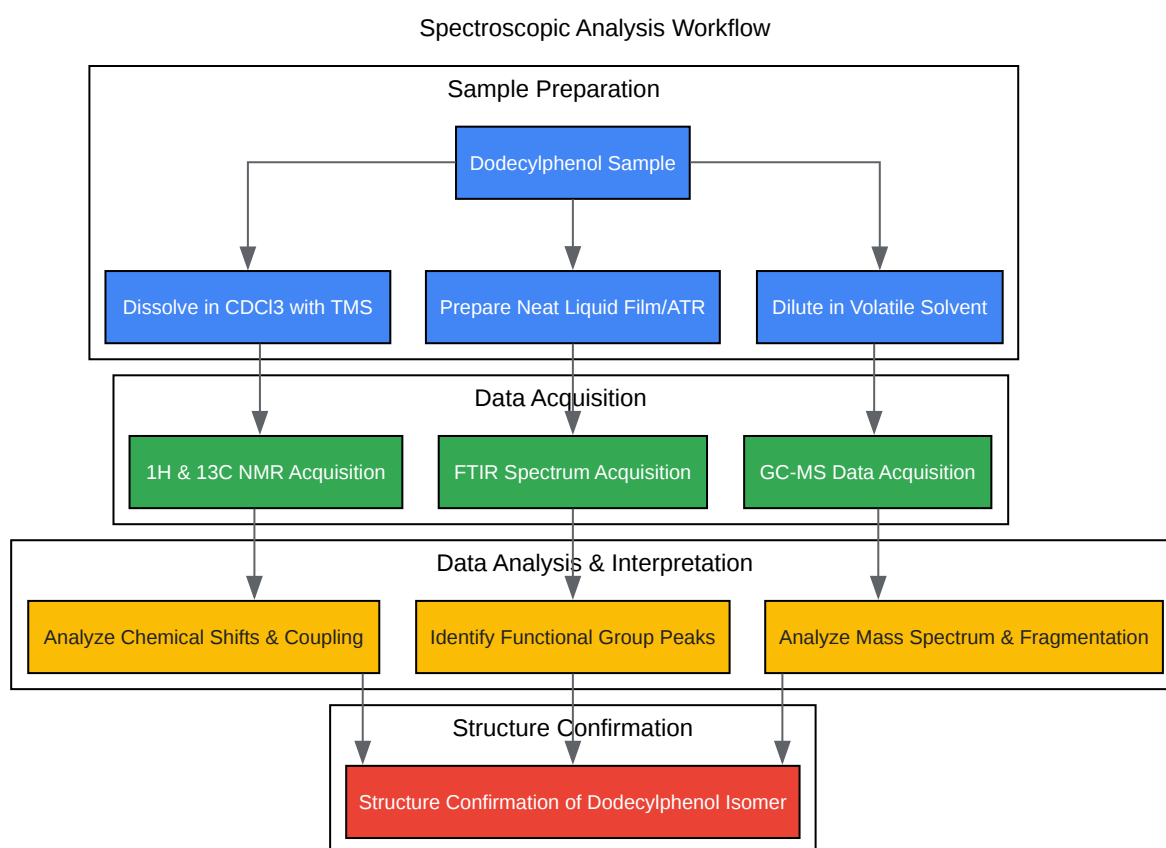 Spectroscopic Analysis Workflow
Sample Preparation
Dodecylphenol Sample
Dissolve in CDCl3 with TMS
Prepare Neat Liquid Film/ATR
Dilute in Volatile Solvent
Data Acquisition
1H & 13C NMR Acquisition
FTIR Spectrum Acquisition
GC-MS Data Acquisition
Data Analysis & Interpretation
Analyze Chemical Shifts & Coupling
Identify Functional Group Peaks
Analyze Mass Spectrum & Fragmentation
Structure Confirmation
Structure Confirmation of Dodecylphenol Isomer